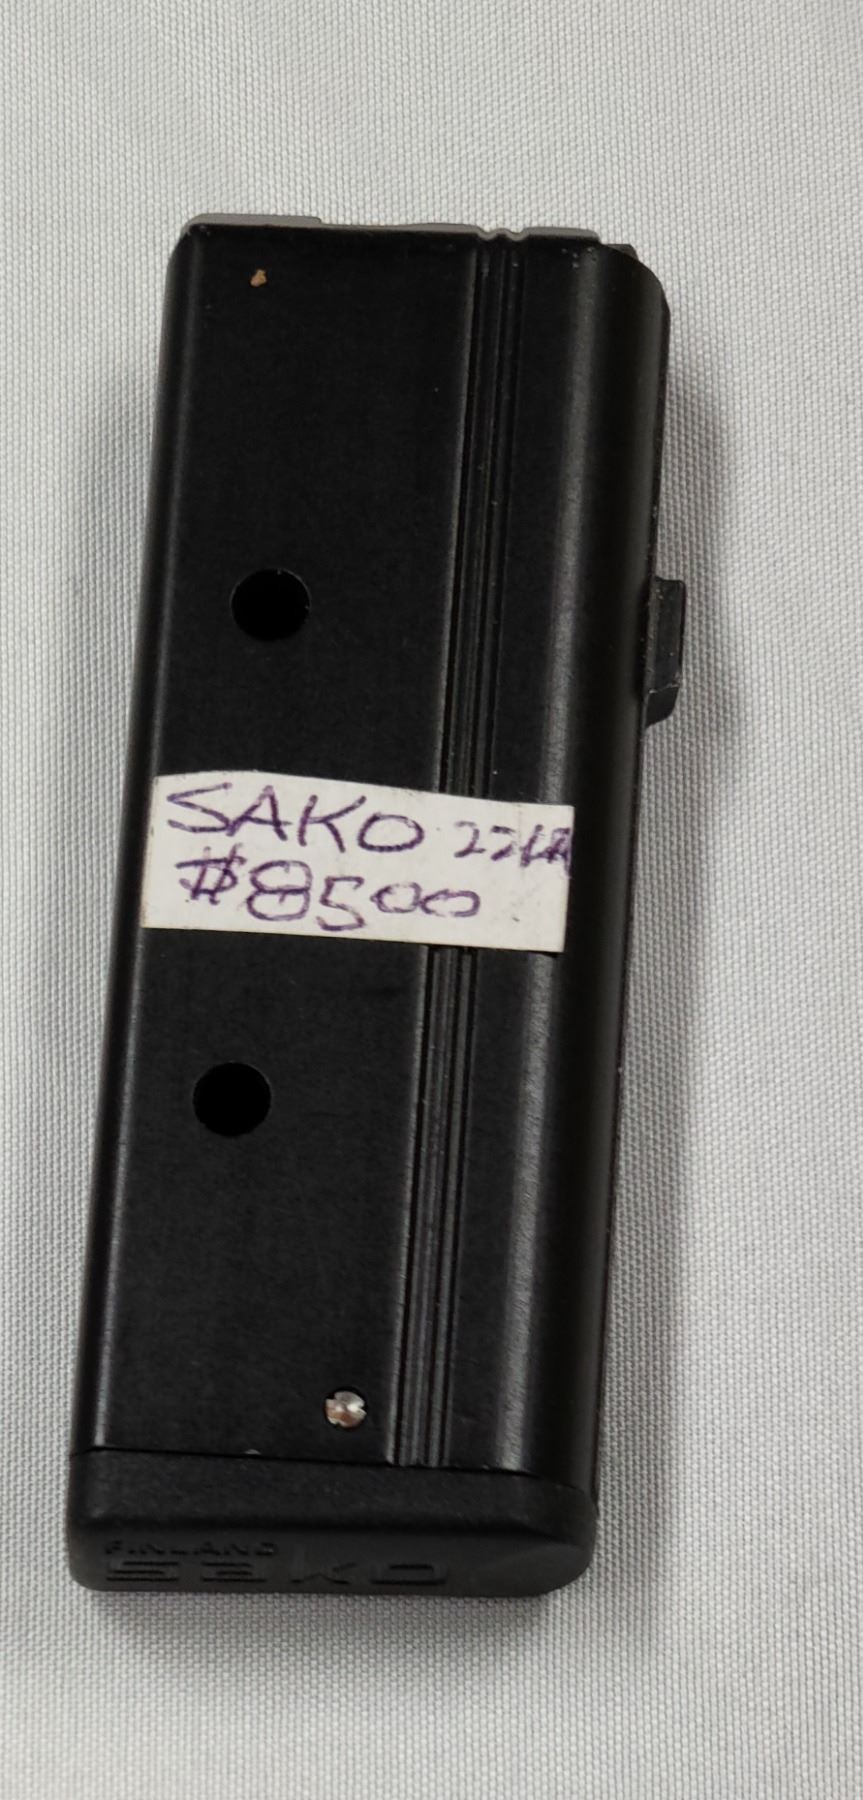 SAKO 22LR
$8500
FINLAND
SAKO